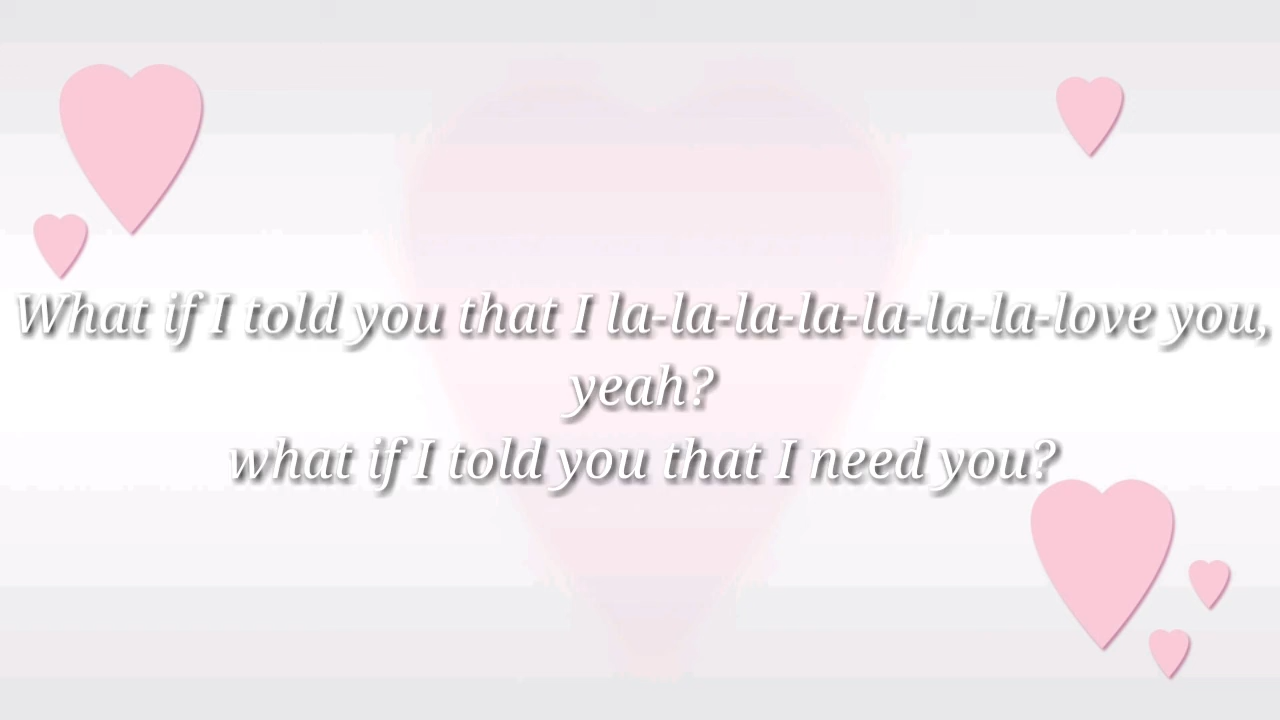 What if I told you that I la-la-la-la-la-la-la-love you,
yeah?
what if I told you that I need you?